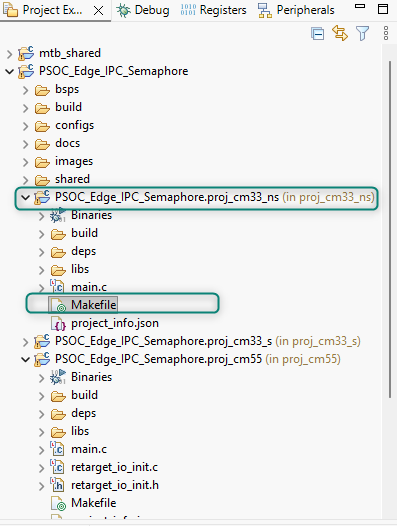 Project Ex... Debug Registers Peripherals
mtb_shared
PSOC_Edge_IPC_Semaphore
bsps
build
configs
docs
images
shared
PSOC_Edge_IPC_Semaphore.proj_cm33_ns (in proj_cm33_ns)
Binaries
build
deps
libs
main.c
Makefile
project_info.json
PSOC_Edge_IPC_Semaphore.proj_cm33_s (in proj_cm33_s)
PSOC_Edge_IPC_Semaphore.proj_cm55 (in proj_cm55)
Binaries
build
deps
libs
main.c
retarget_io_init.c
retarget_io_init.h
Makefile